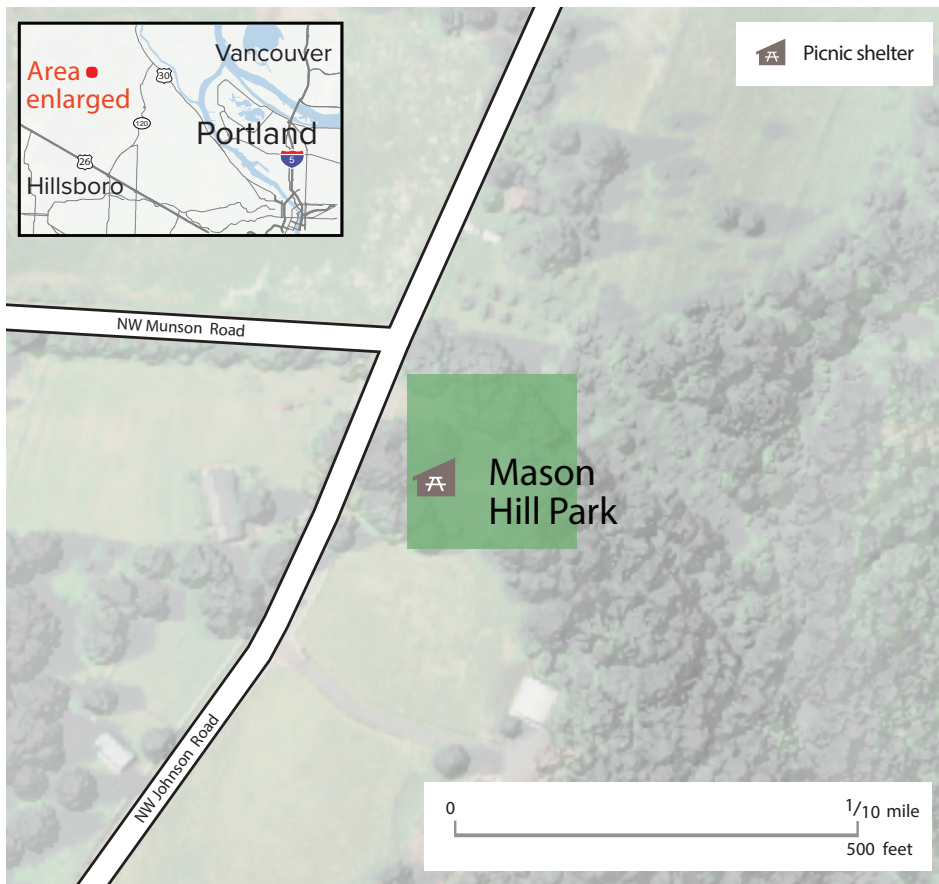 Vancouver
Area
enlarged
30
120
Portland
26
5
Hillsboro
Picnic shelter
NW Munson Road
Mason
Hill Park
NW Johnson Road
0
1/10 mile
500 feet